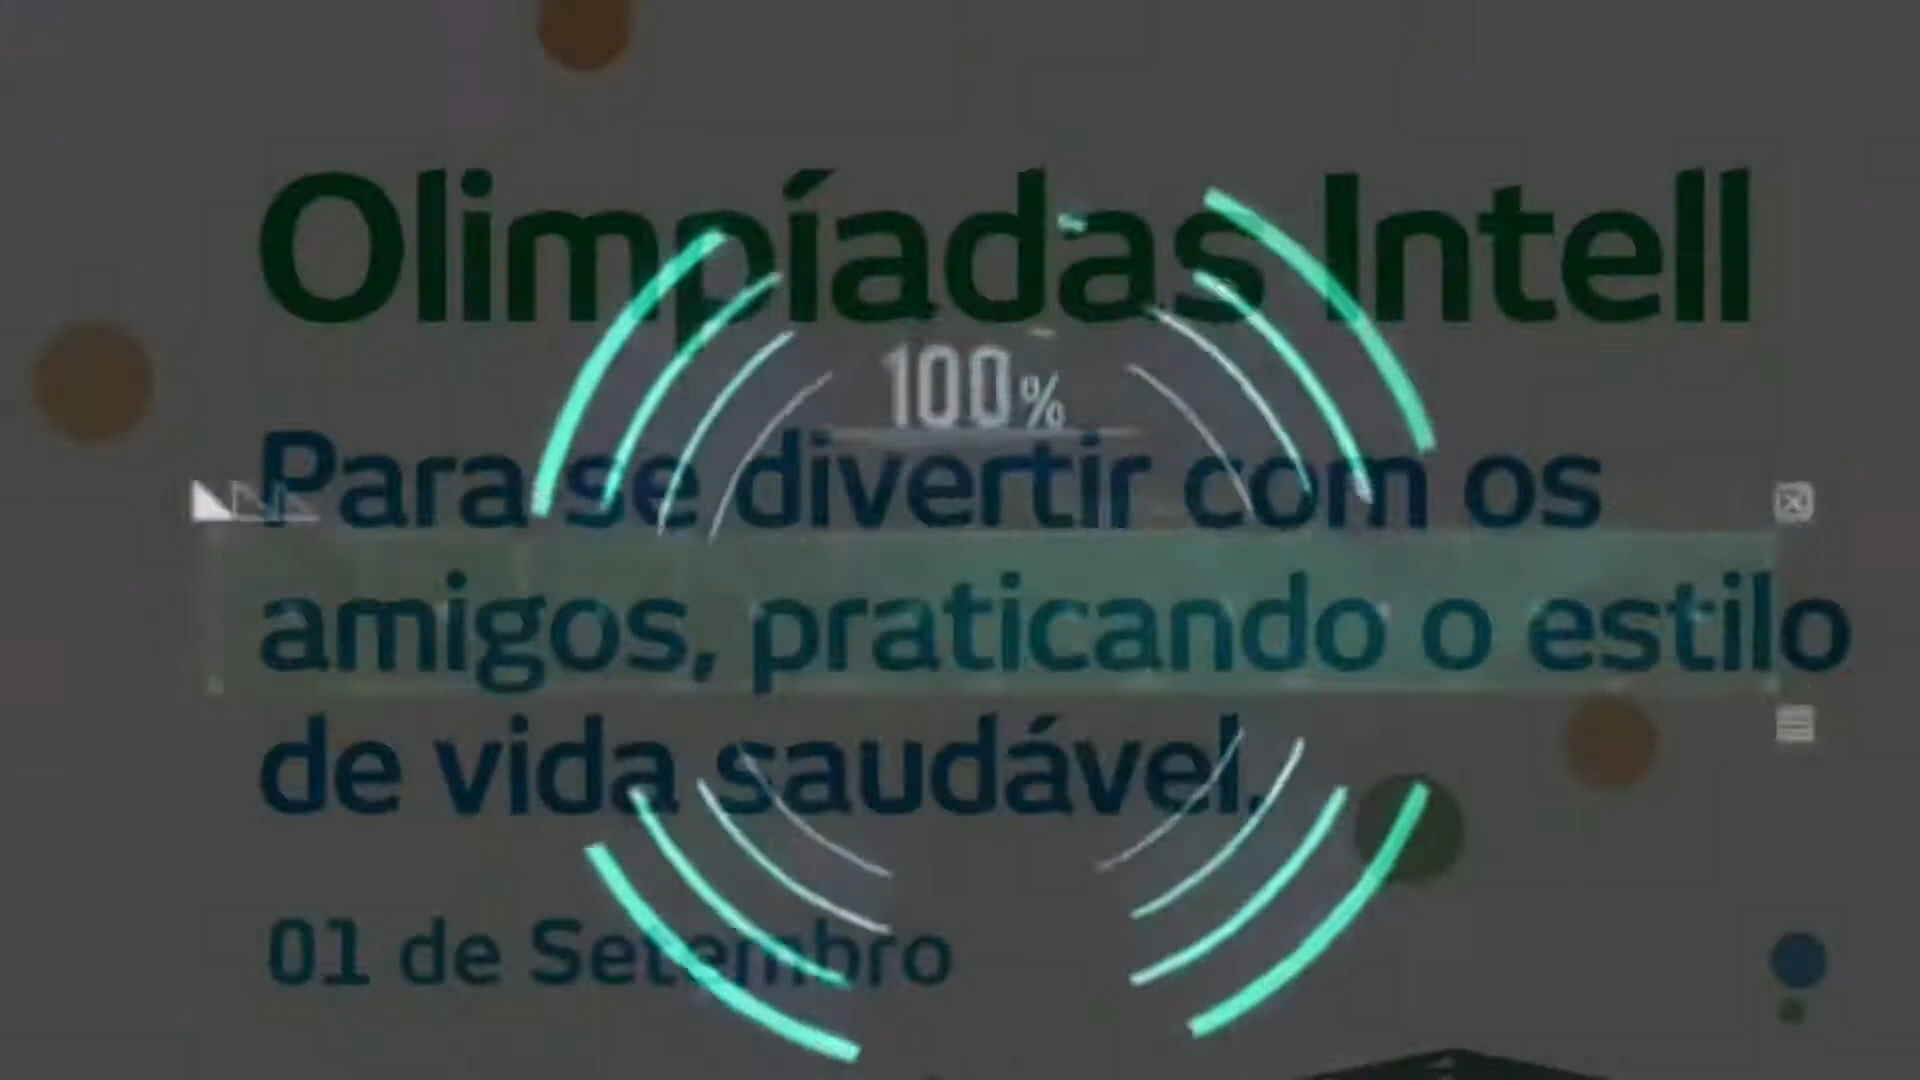 Olimpíadas Intell
100%
Para se divertir com os
amigos, praticando o estilo
de vida saudável.
01 de Setembro